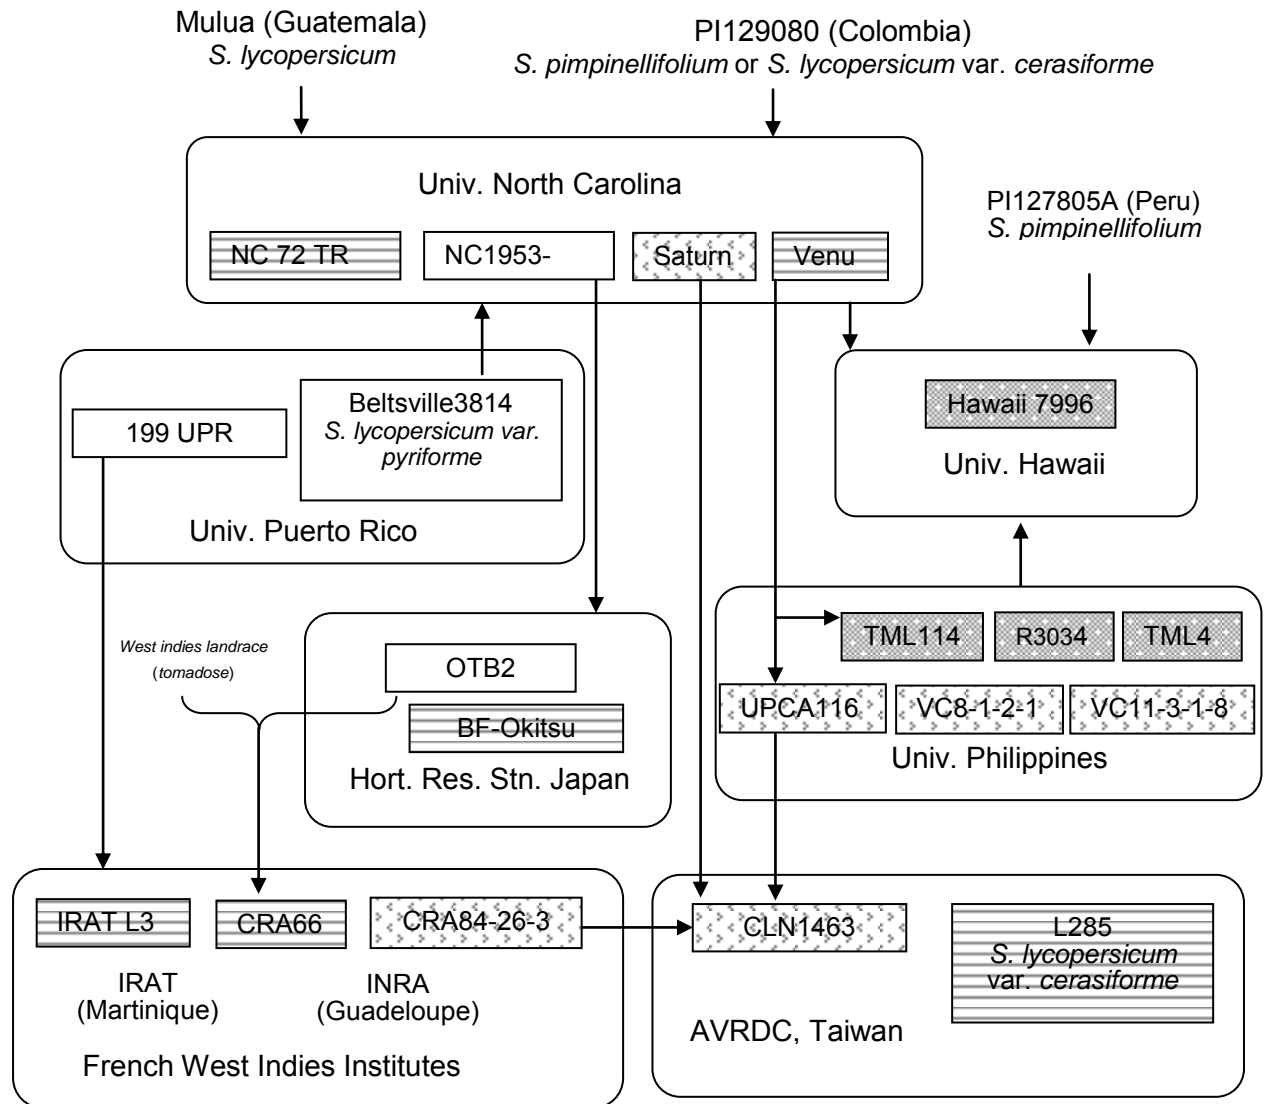 Mulua (Guatemala)
S. lycopersicum
PI129080 (Colombia)
S. pimpinellifolium or S. lycopersicum var. cerasiforme
Univ. North Carolina
NC 72 TR
NC1953-
Saturn
Venu
PI127805A (Peru)
S. pimpinellifolium
199 UPR
Beltsville3814
S. lycopersicum var.
pyriforme
Univ. Puerto Rico
Hawaii 7996
Univ. Hawaii
West indies landrace
(tomadose)
OTB2
BF-Okitsu
Hort. Res. Stn. Japan
TML114
R3034
TML4
UPCA116
VC8-1-2-1
VC11-3-1-8
Univ. Philippines
IRAT L3
CRA66
CRA84-26-3
IRAT
(Martinique)
INRA
(Guadeloupe)
French West Indies Institutes
CLN1463
L285
S. lycopersicum
var. cerasiforme
AVRDC, Taiwan